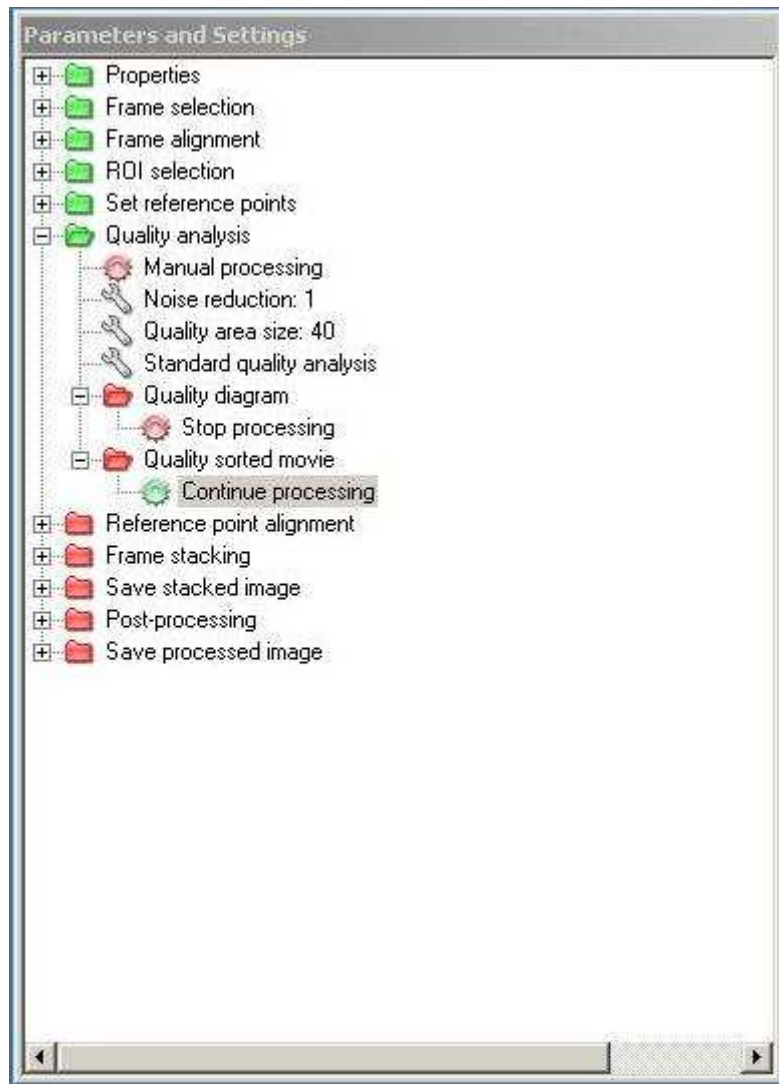 Parameters and Settings
Properties
Frame selection
Frame alignment
ROI selection
Set reference points
Quality analysis
Manual processing
Noise reduction: 1
Quality area size: 40
Standard quality analysis
Quality diagram
Stop processing
Quality sorted movie
Continue processing
Reference point alignment
Frame stacking
Save stacked image
Post-processing
Save processed image